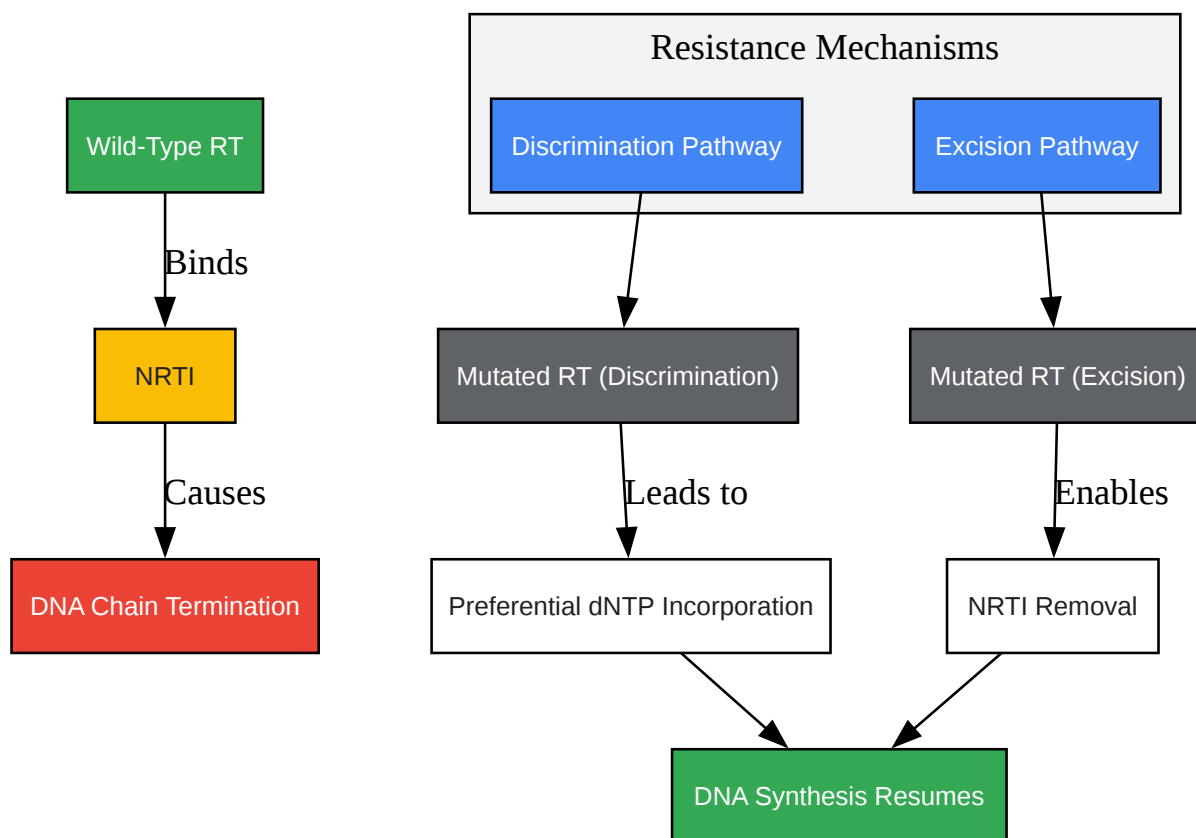 Resistance Mechanisms
Wild-Type RT
Discrimination Pathway
Excision Pathway
Binds
NRTI
Mutated RT (Discrimination)
Mutated RT (Excision)
Causes
Leads to
Enables
DNA Chain Termination
Preferential dNTP Incorporation
NRTI Removal
DNA Synthesis Resumes